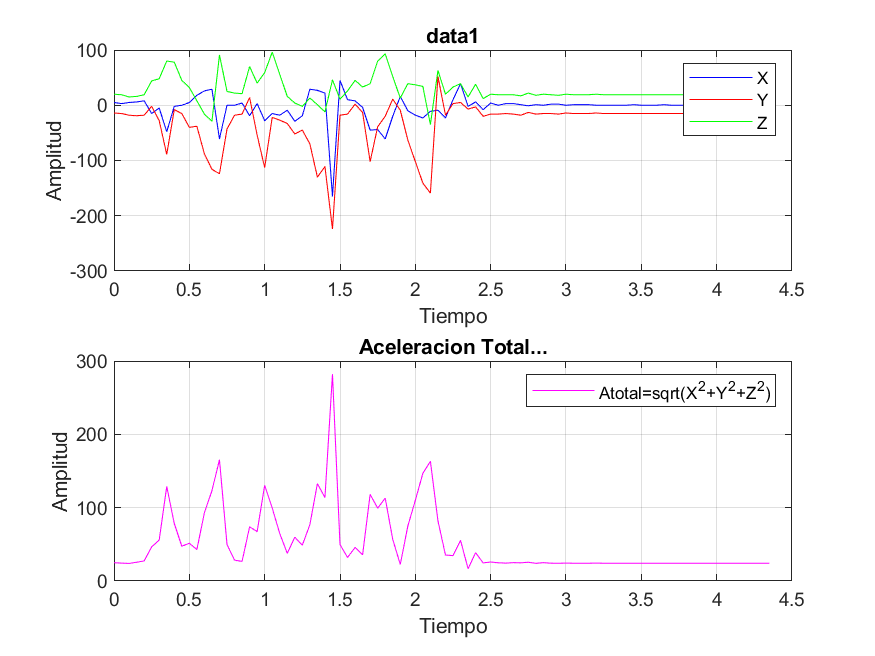 data1
100
0
-100
-200
-300
Amplitud
X
Y
Z
0 0.5 1 1.5 2 2.5 3 3.5 4 4.5
Tiempo
Aceleracion Total...
300
200
100
0
Amplitud
Atotal=sqrt(X²+Y²+Z²)
0 0.5 1 1.5 2 2.5 3 3.5 4 4.5
Tiempo